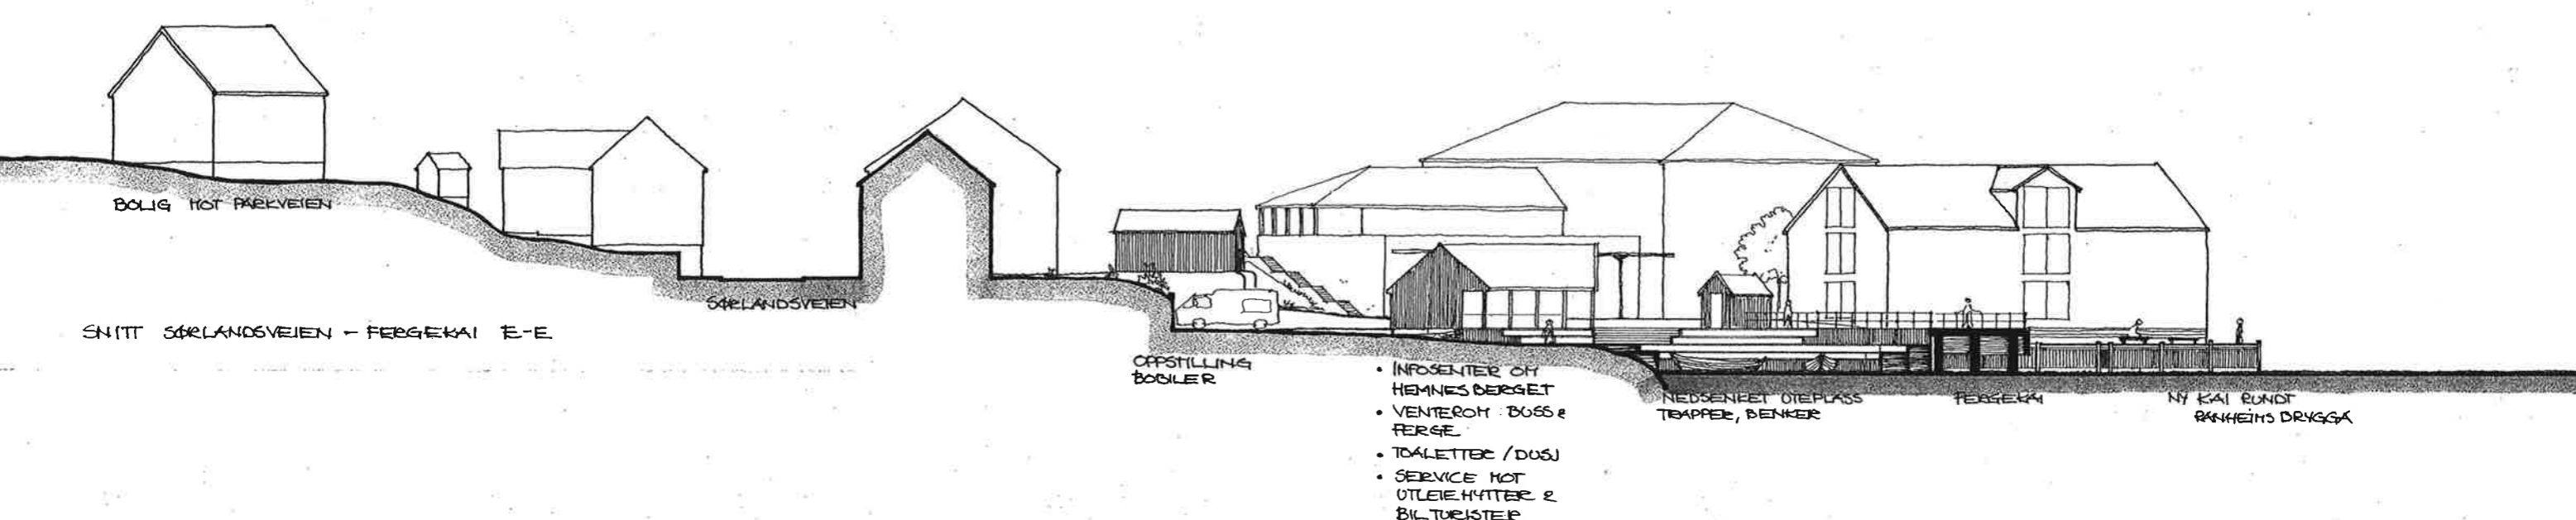 BOLIG MOT PARKVEIEN
SØRLANDSVEIEN
SNITT SØRLANDSVEIEN - FERGEKAI E-E
OPPSTILLING
BOBILER
• INFOSENTER OM
HEMNESBERGET
• VENTEROM : BUSS &
FERGE
• TOALETTER / DUSJ
• SERVICE MOT
UTLEIEHYTTER &
BILTURISTER
NEDSENKET UTEPLASS
TRAPPER, BENKER
FERGEKAI
NY KAI RUNDT
RANHEIMS BRYGGA